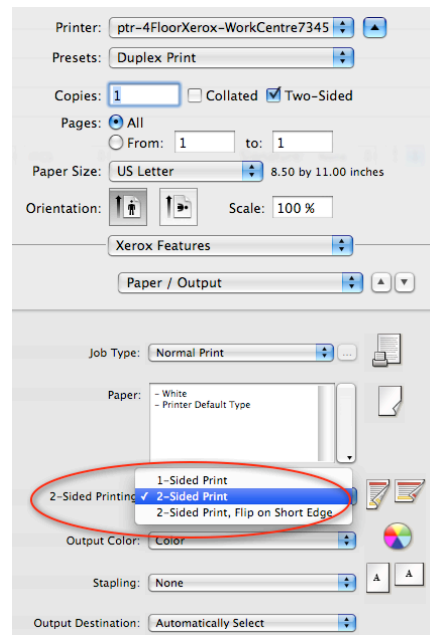 Printer: ptr-4FloorXerox-WorkCentre7345
Presets: Duplex Print
Copies: 1 Collated Two-Sided
Pages: All
From: 1 to: 1
Paper Size: US Letter 8.50 by 11.00 inches
Orientation: Scale: 100 %
Xerox Features
Paper / Output
Job Type: Normal Print ...
Paper: - White
- Printer Default Type
1-Sided Print
2-Sided Printing ✓ 2-Sided Print
2-Sided Print, Flip on Short Edge
Output Color: Color
Stapling: None A A
Output Destination: Automatically Select